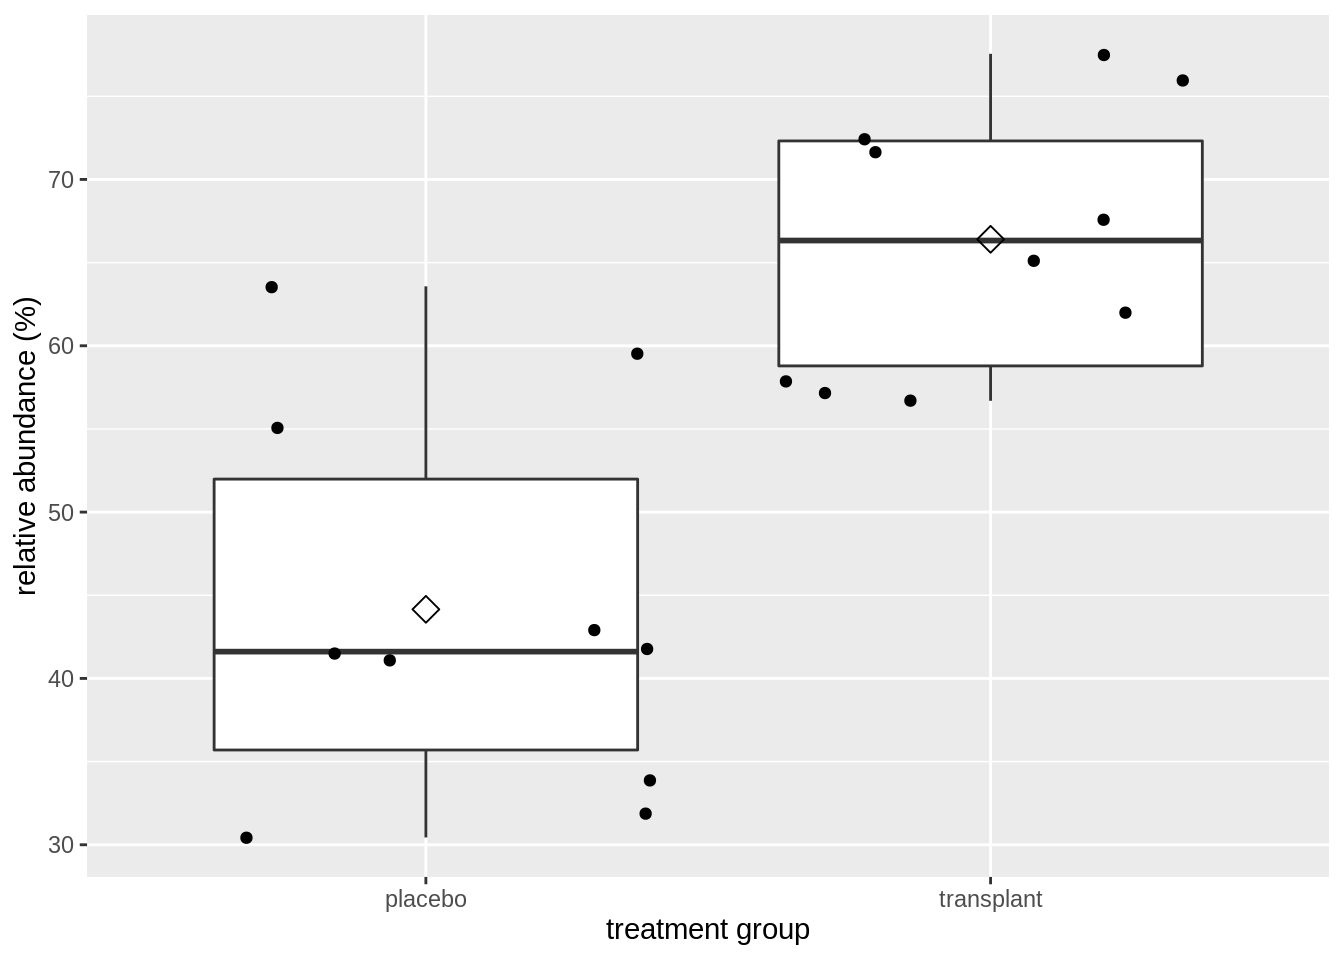 relative abundance (%)
70
60
50
40
30
placebo
transplant
treatment group